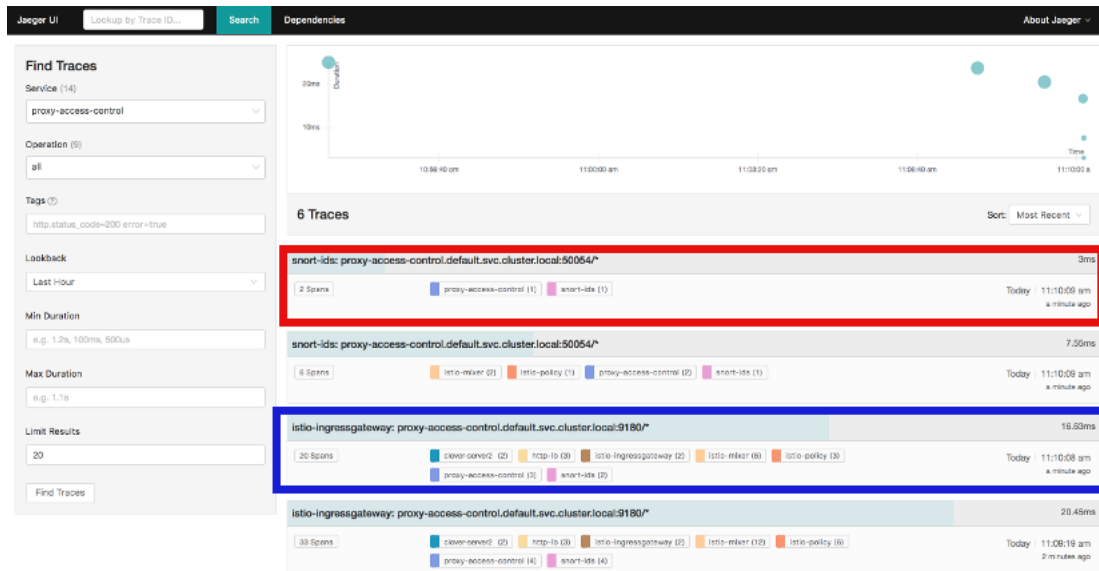 Jaeger UI Lookup by Trace ID... Search Dependencies About Jaeger
Find Traces
Service (14)
proxy-access-control
Operation (9)
all
Tags
http.status_code=200 error=true
Lookback
Last Hour
Min Duration
e.g. 1.2s, 100ms, 500us
Max Duration
e.g. 1.1s
Limit Results
20
Find Traces
Duration
20ms
10ms
Time
10:56:40 am 11:00:00 am 11:03:20 am 11:06:40 am 11:10:00 a
6 Traces Sort: Most Recent
snort-ids: proxy-access-control.default.svc.cluster.local:50054/* 3ms
2 Spans proxy-access-control (1) snort-ids (1) Today 11:10:09 am
a minute ago
snort-ids: proxy-access-control.default.svc.cluster.local:50054/* 7.55ms
6 Spans istio-mixer (2) istio-policy (1) proxy-access-control (2) snort-ids (1) Today 11:10:09 am
a minute ago
istio-ingressgateway: proxy-access-control.default.svc.cluster.local:9180/* 16.63ms
20 Spans clover-server2 (2) http-lb (3) istio-ingressgateway (2) istio-mixer (6) istio-policy (3) Today 11:10:08 am
proxy-access-control (3) snort-ids (2) a minute ago
istio-ingressgateway: proxy-access-control.default.svc.cluster.local:9180/* 20.45ms
33 Spans clover-server2 (2) http-lb (3) istio-ingressgateway (2) istio-mixer (12) istio-policy (6) Today 11:09:19 am
proxy-access-control (4) snort-ids (4) 2 minutes ago